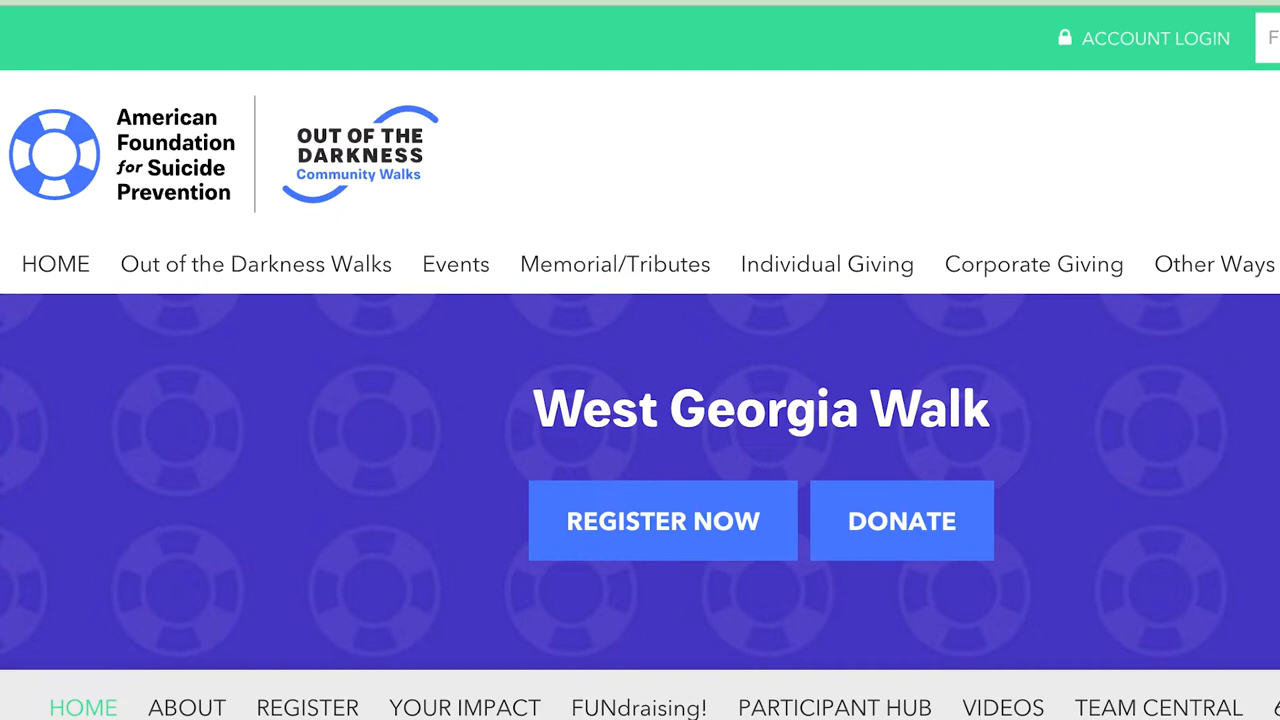 ACCOUNT LOGIN
American
Foundation
for Suicide
Prevention
OUT OF THE
DARKNESS
Community Walks
HOME Out of the Darkness Walks Events Memorial/Tributes Individual Giving Corporate Giving Other Ways
West Georgia Walk
REGISTER NOW DONATE
HOME ABOUT REGISTER YOUR IMPACT FUNdraising! PARTICIPANT HUB VIDEOS TEAM CENTRAL